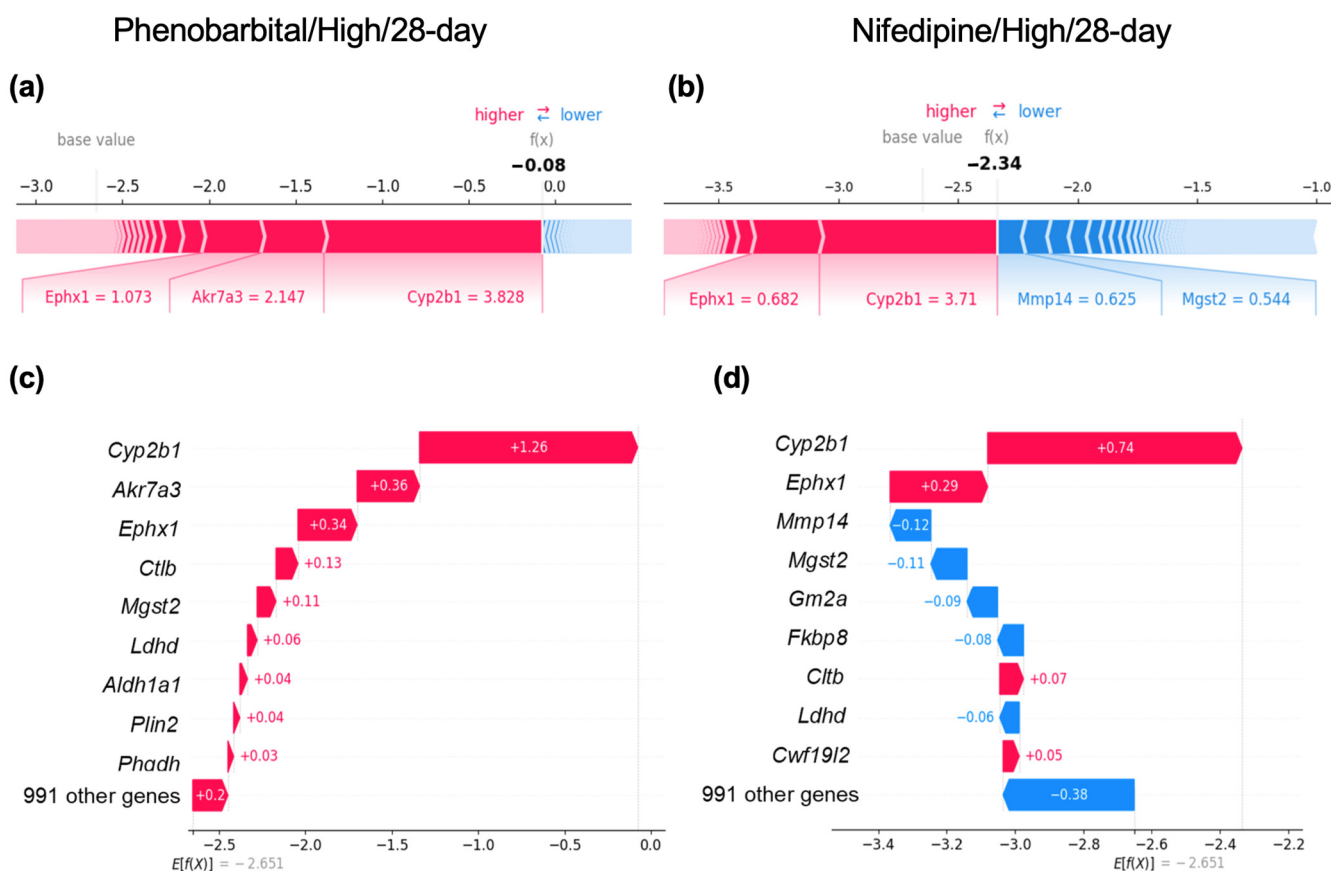 Phenobarbital/High/28-day
Nifedipine/High/28-day
(a)
higher ⇄ lower
base value f(x)
−0.08
−3.0 −2.5 −2.0 −1.5 −1.0 −0.5 0.0
Ephx1 = 1.073 Akr7a3 = 2.147 Cyp2b1 = 3.828
(b)
higher ⇄ lower
base value f(x)
−2.34
−3.5 −3.0 −2.5 −2.0 −1.5 −1.0
Ephx1 = 0.682 Cyp2b1 = 3.71 Mmp14 = 0.625 Mgst2 = 0.544
(c)
Cyp2b1 +1.26
Akr7a3 +0.36
Ephx1 +0.34
Ctlb +0.13
Mgst2 +0.11
Ldhd +0.06
Aldh1a1 +0.04
Plin2 +0.04
Phgdh +0.03
991 other genes +0.2
−2.5 −2.0 −1.5 −1.0 −0.5 0.0
E[f(X)] = −2.651
(d)
Cyp2b1 +0.74
Ephx1 +0.29
Mmp14 −0.12
Mgst2 −0.11
Gm2a −0.09
Fkbp8 −0.08
Cltb +0.07
Ldhd −0.06
Cwf19l2 +0.05
991 other genes −0.38
−3.4 −3.2 −3.0 −2.8 −2.6 −2.4 −2.2
E[f(X)] = −2.651